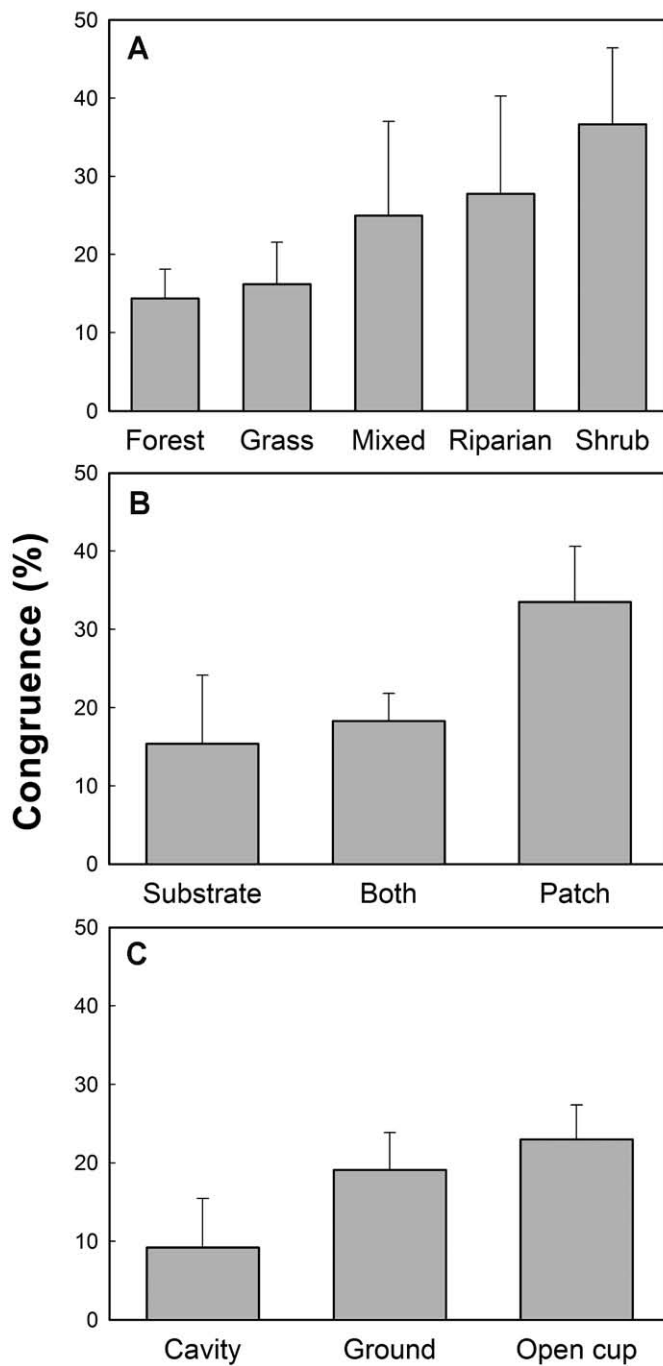 Congruence (%)
A
50
40
30
20
10
0
Forest Grass Mixed Riparian Shrub
B
50
40
30
20
10
0
Substrate Both Patch
C
50
40
30
20
10
0
Cavity Ground Open cup